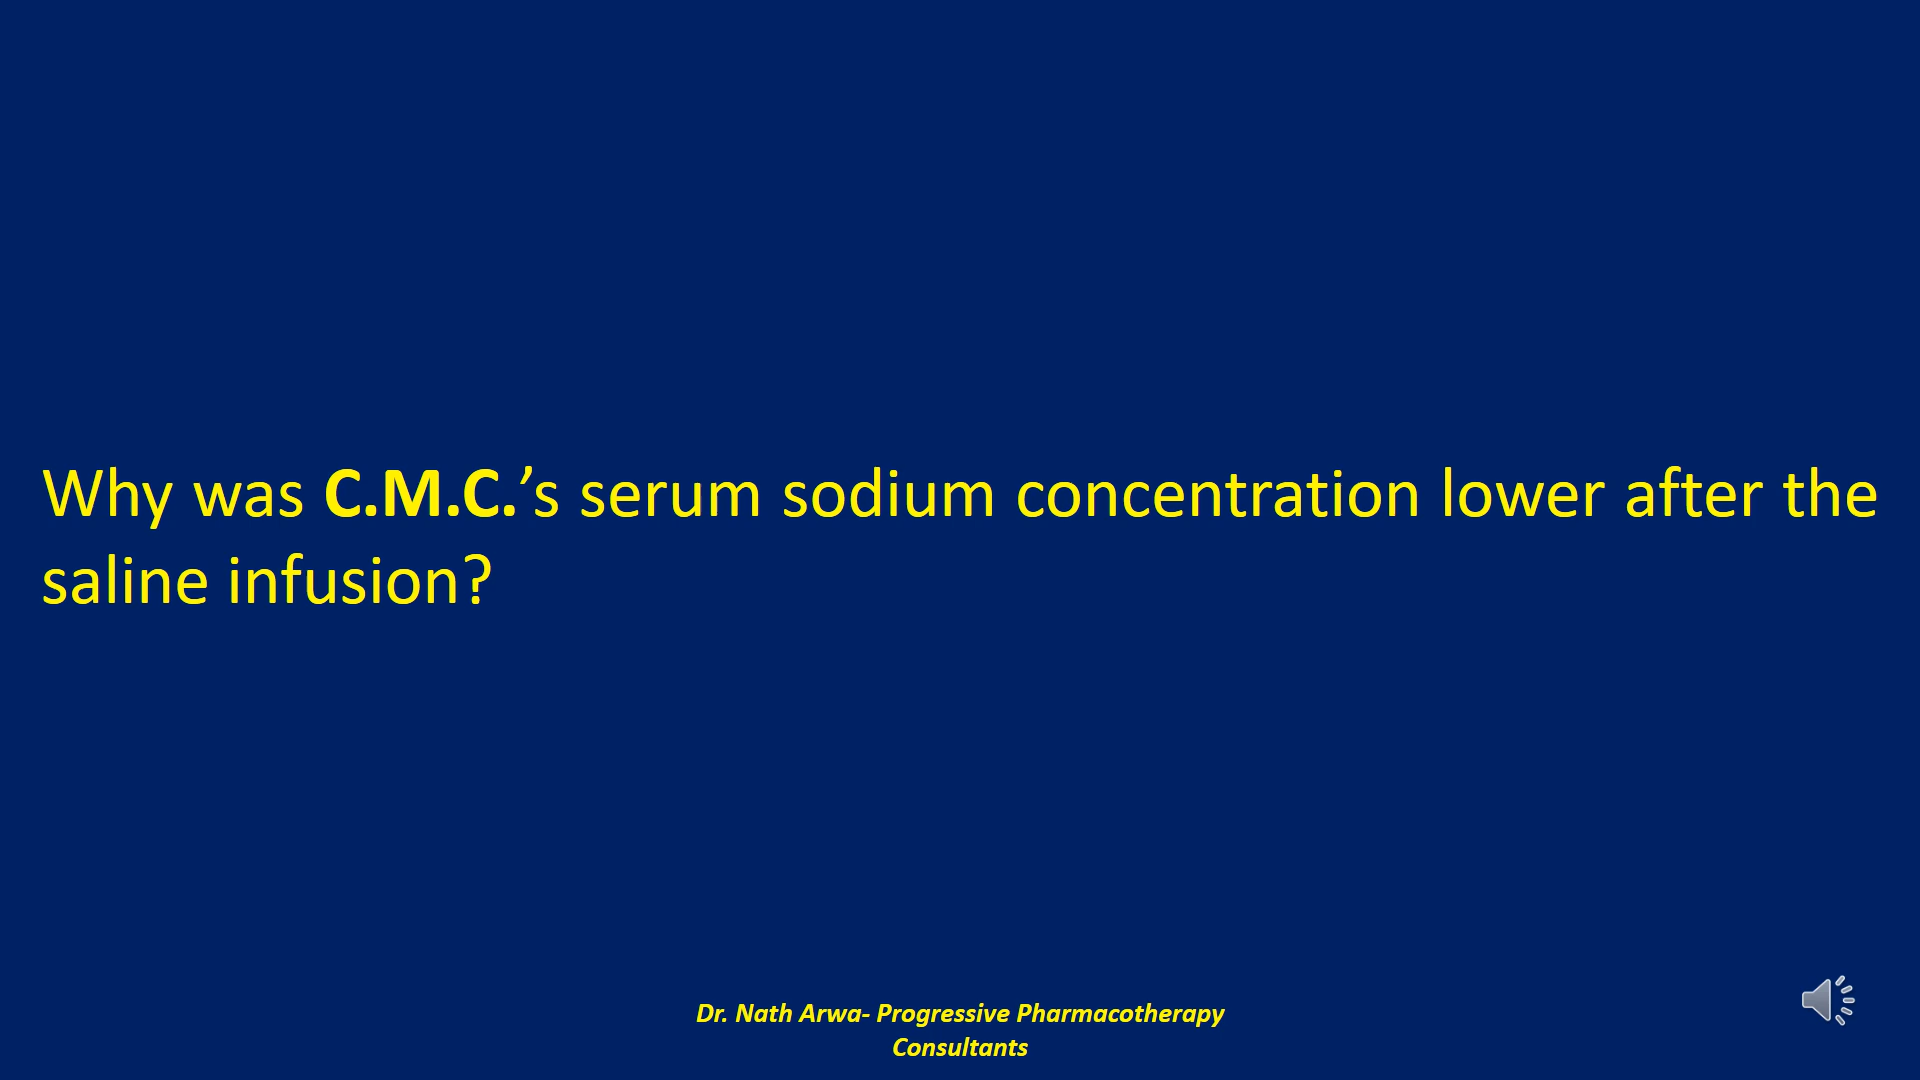 Why was C.M.C.’s serum sodium concentration lower after the
saline infusion?
Dr. Nath Arwa- Progressive Pharmacotherapy
Consultants